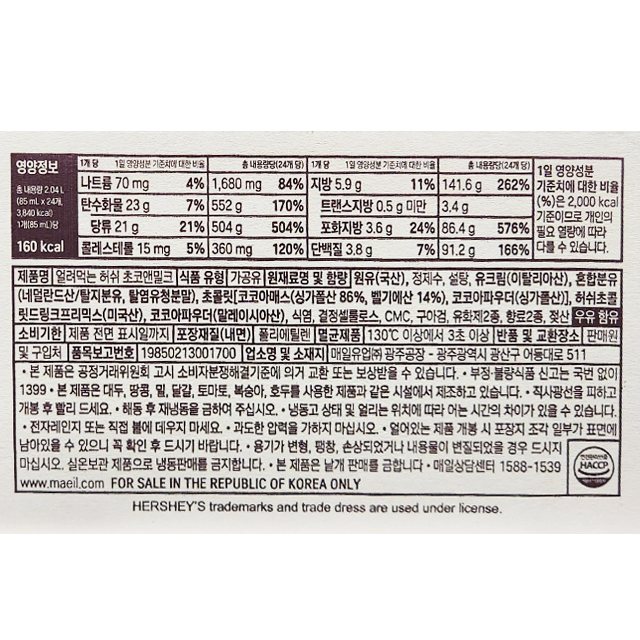 영양정보
총 내용량 2.04 L
(85 mL x 24개,
3,840 kcal)
1개(85 mL)당
160 kcal
1개 당 1일 영양성분 기준치에 대한 비율 총 내용량당(24개 당) 1개 당 1일 영양성분 기준치에 대한 비율 총 내용량당(24개 당)
나트륨 70 mg 4% 1,680 mg 84% 지방 5.9 g 11% 141.6 g 262%
탄수화물 23 g 7% 552 g 170% 트랜스지방 0.5 g 미만 3.4 g
당류 21 g 21% 504 g 504% 포화지방 3.6 g 24% 86.4 g 576%
콜레스테롤 15 mg 5% 360 mg 120% 단백질 3.8 g 7% 91.2 g 166%
1일 영양성분
기준치에 대한 비율
(%)은 2,000 kcal
기준이므로 개인의
필요 열량에 따라
다를 수 있습니다.
제품명 얼려먹는 허쉬 초코앤밀크 식품 유형 가공유 원재료명 및 함량 원유(국산), 정제수, 설탕, 유크림(이탈리아산), 혼합분유
(네덜란드산/탈지분유, 탈염유청분말), 초콜릿[코코아매스(싱가폴산 86%, 벨기에산 14%), 코코아파우더(싱가폴산)], 허쉬초콜
릿드링크프리믹스(미국산), 코코아파우더(말레이시아산), 식염, 결정셀룰로스, CMC, 구아검, 유화제2종, 향료2종, 젖산 우유 함유
소비기한 제품 전면 표시일까지 포장재질(내면) 폴리에틸렌 멸균제품 130℃ 이상에서 3초 이상 반품 및 교환장소 판매원
및 구입처 품목보고번호 19850213001700 업소명 및 소재지 매일유업㈜ 광주공장 - 광주광역시 광산구 어등대로 511
• 본 제품은 공정거래위원회 고시 소비자분쟁해결기준에 의거 교환 또는 보상받을 수 있습니다. • 부정·불량식품 신고는 국번 없이
1399 • 본 제품은 대두, 땅콩, 밀, 달걀, 토마토, 복숭아, 호두를 사용한 제품과 같은 시설에서 제조하고 있습니다. • 직사광선을 피하고
개봉 후 빨리 드세요. • 해동 후 재냉동을 금하여 주십시오. • 냉동고 상태 및 얼리는 위치에 따라 어는 시간의 차이가 있을 수 있습니다.
• 전자레인지 또는 직접 불에 데우지 마세요. • 과도한 압력을 가하지 마십시오. • 얼어있는 제품 개봉 시 포장지 조각 일부가 표면에
남아있을 수 있으니 꼭 확인 후 드시기 바랍니다. • 용기가 변형, 팽창, 손상되었거나 내용물이 변질되었을 경우 드시지
마십시오. 실온보관 제품으로 냉동판매를 금지합니다. • 본 제품은 낱개 판매를 금합니다 • 매일상담센터 1588-1539
www.maeil.com FOR SALE IN THE REPUBLIC OF KOREA ONLY
HACCP
HERSHEY'S trademarks and trade dress are used under license.